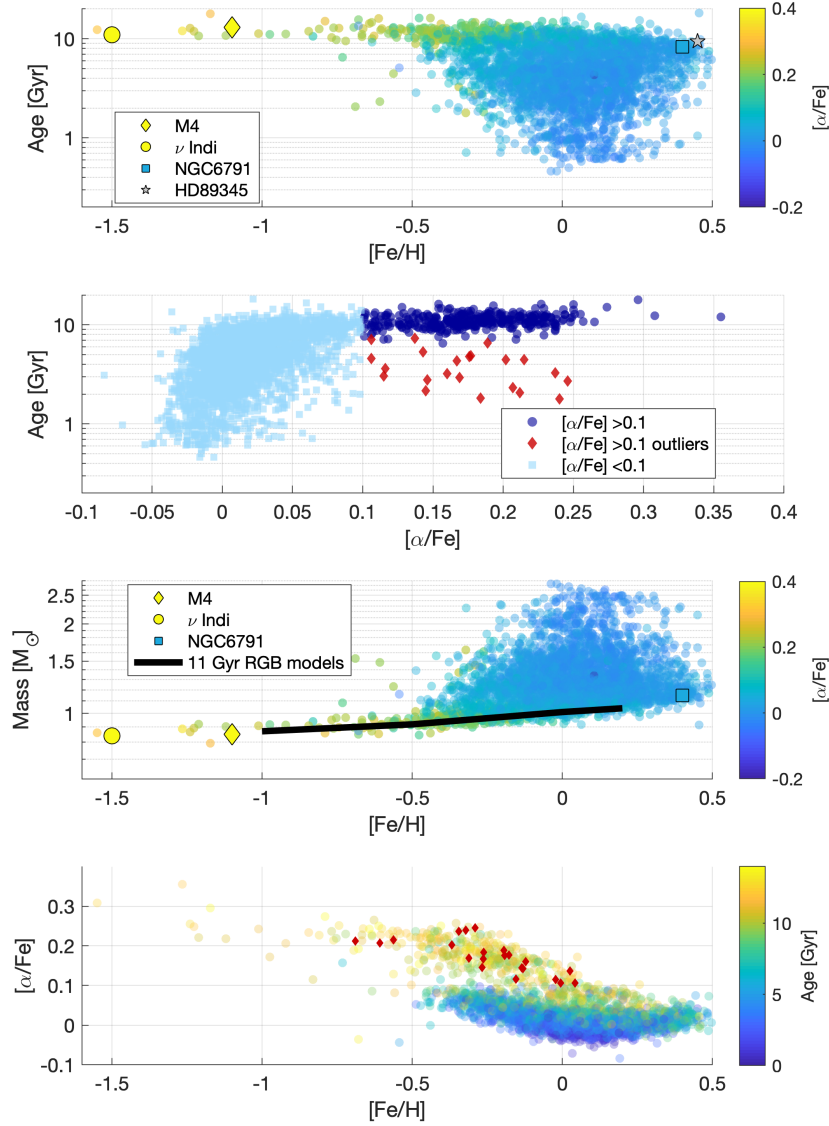 10
1
Age [Gyr]
M4
ν Indi
NGC6791
HD89345
-1.5
-1
-0.5
0
0.5
[Fe/H]
0.4
0.2
0
-0.2
[α/Fe]
10
1
Age [Gyr]
[α/Fe] >0.1
[α/Fe] >0.1 outliers
[α/Fe] <0.1
-0.1
-0.05
0
0.05
0.1
0.15
0.2
0.25
0.3
0.35
0.4
[α/Fe]
2.5
2
1.5
1
Mass [M☉]
M4
ν Indi
NGC6791
11 Gyr RGB models
-1.5
-1
-0.5
0
0.5
[Fe/H]
0.4
0.2
0
-0.2
[α/Fe]
0.3
0.2
0.1
0
-0.1
[α/Fe]
-1.5
-1
-0.5
0
0.5
[Fe/H]
10
5
0
Age [Gyr]